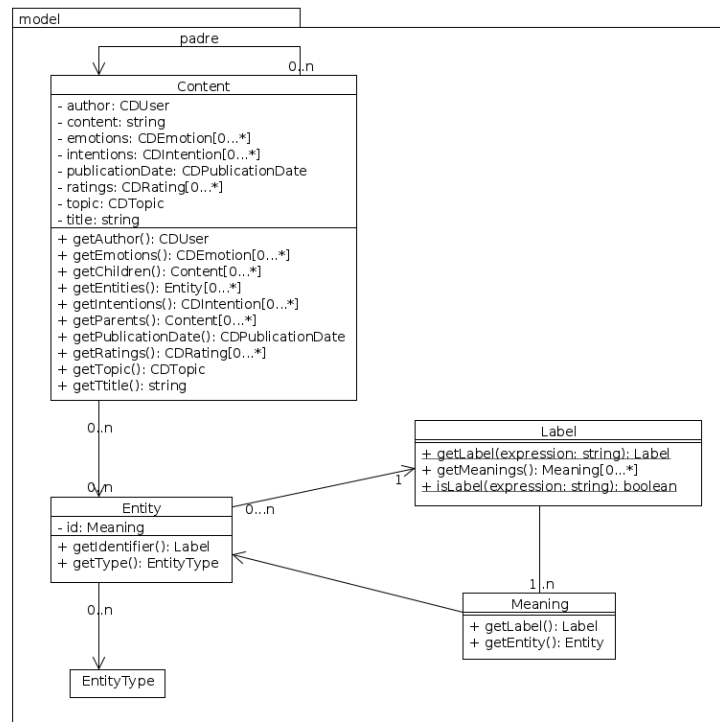 model
padre
0..n
Content
- author: CDUser
- content: string
- emotions: CDEmotion[0...*]
- intentions: CDIntention[0...*]
- publicationDate: CDPublicationDate
- ratings: CDRating[0...*]
- topic: CDTopic
- title: string
+ getAuthor(): CDUser
+ getEmotions(): CDEmotion[0...*]
+ getChildren(): Content[0...*]
+ getEntities(): Entity[0...*]
+ getIntentions(): CDIntention[0...*]
+ getParents(): Content[0...*]
+ getPublicationDate(): CDPublicationDate
+ getRatings(): CDRating[0...*]
+ getTopic(): CDTopic
+ getTtitle(): string
0..n
0..n
Label
+ getLabel(expression: string): Label
+ getMeanings(): Meaning[0...*]
+ isLabel(expression: string): boolean
1
0...n
Entity
- id: Meaning
+ getIdentifier(): Label
+ getType(): EntityType
0..n
1..n
Meaning
+ getLabel(): Label
+ getEntity(): Entity
EntityType